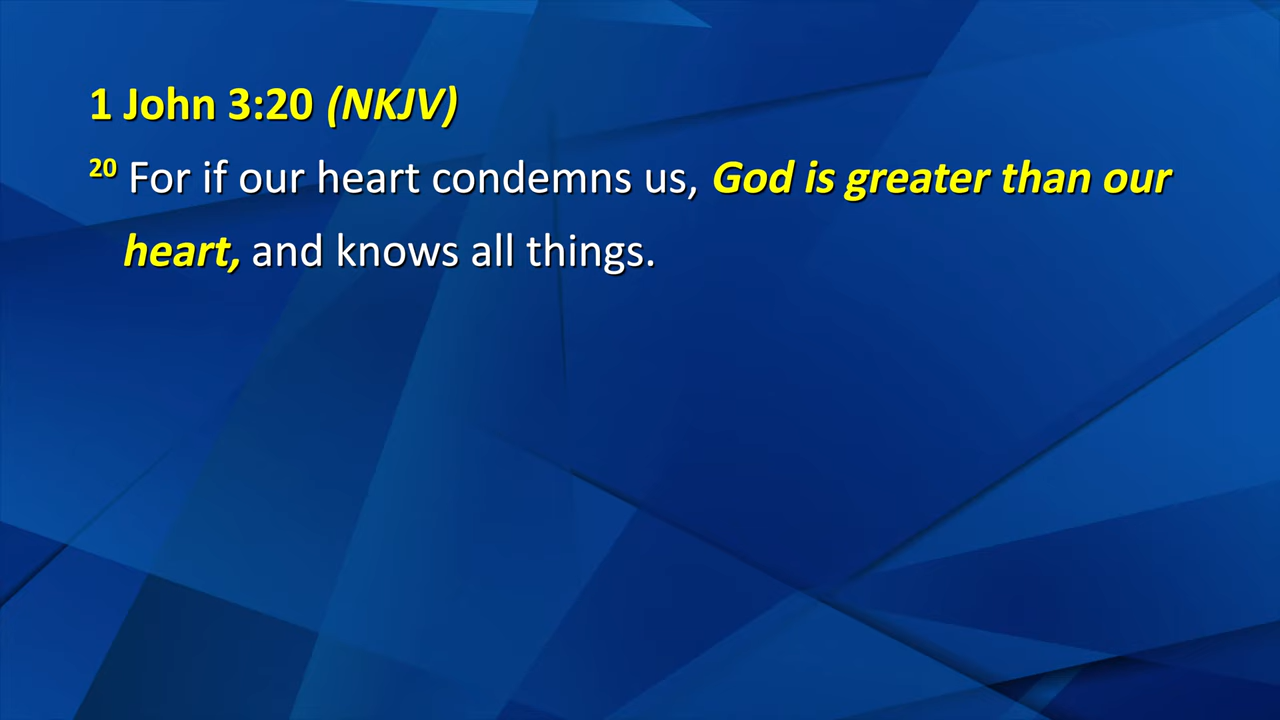 1 John 3:20 (NKJV)
20 For if our heart condemns us, God is greater than our
heart, and knows all things.